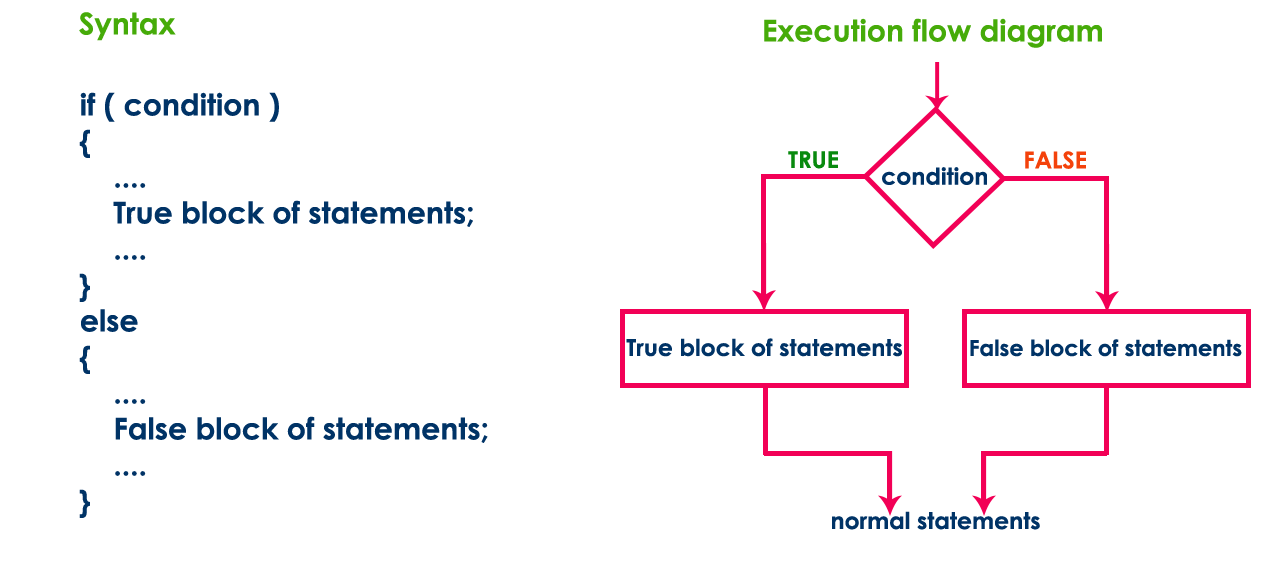 Syntax
if ( condition )
{
....
True block of statements;
....
}
else
{
....
False block of statements;
....
}
Execution flow diagram
TRUE
condition
FALSE
True block of statements
False block of statements
normal statements